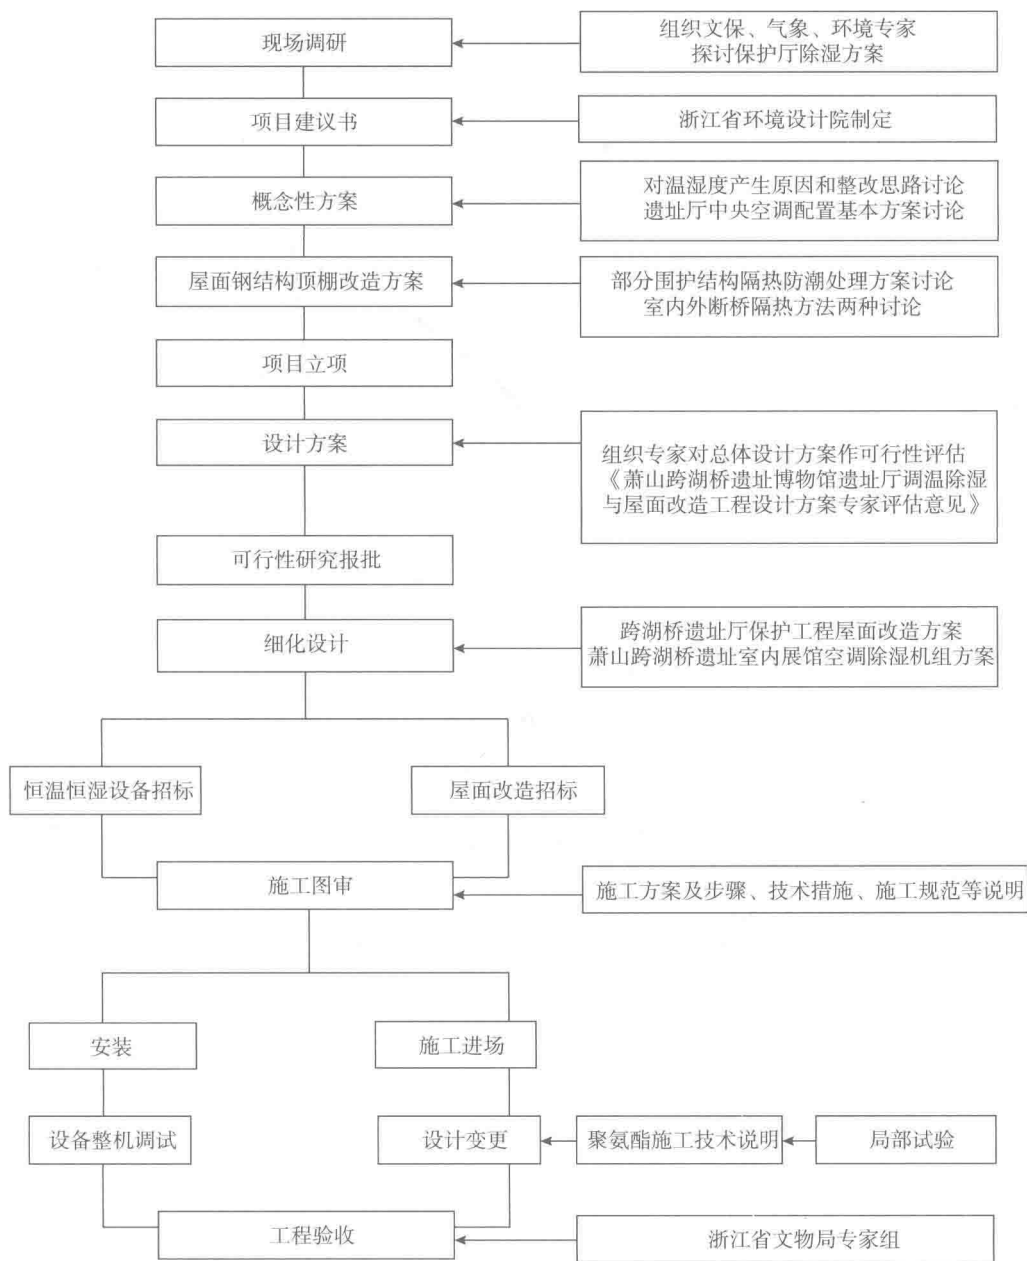 现场调研
组织文保、气象、环境专家
探讨保护厅除湿方案
项目建议书
浙江省环境设计院制定
概念性方案
对温湿度产生原因和整改思路讨论
遗址厅中央空调配置基本方案讨论
屋面钢结构顶棚改造方案
部分围护结构隔热防潮处理方案讨论
室内外断桥隔热方法两种讨论
项目立项
设计方案
组织专家对总体设计方案作可行性评估
《萧山跨湖桥遗址博物馆遗址厅调温除湿
与屋面改造工程设计方案专家评估意见》
可行性研究报批
细化设计
跨湖桥遗址厅保护工程屋面改造方案
萧山跨湖桥遗址室内展馆空调除湿机组方案
恒温恒湿设备招标
屋面改造招标
施工图审
施工方案及步骤、技术措施、施工规范等说明
安装
施工进场
设备整机调试
设计变更
聚氨酯施工技术说明
局部试验
工程验收
浙江省文物局专家组